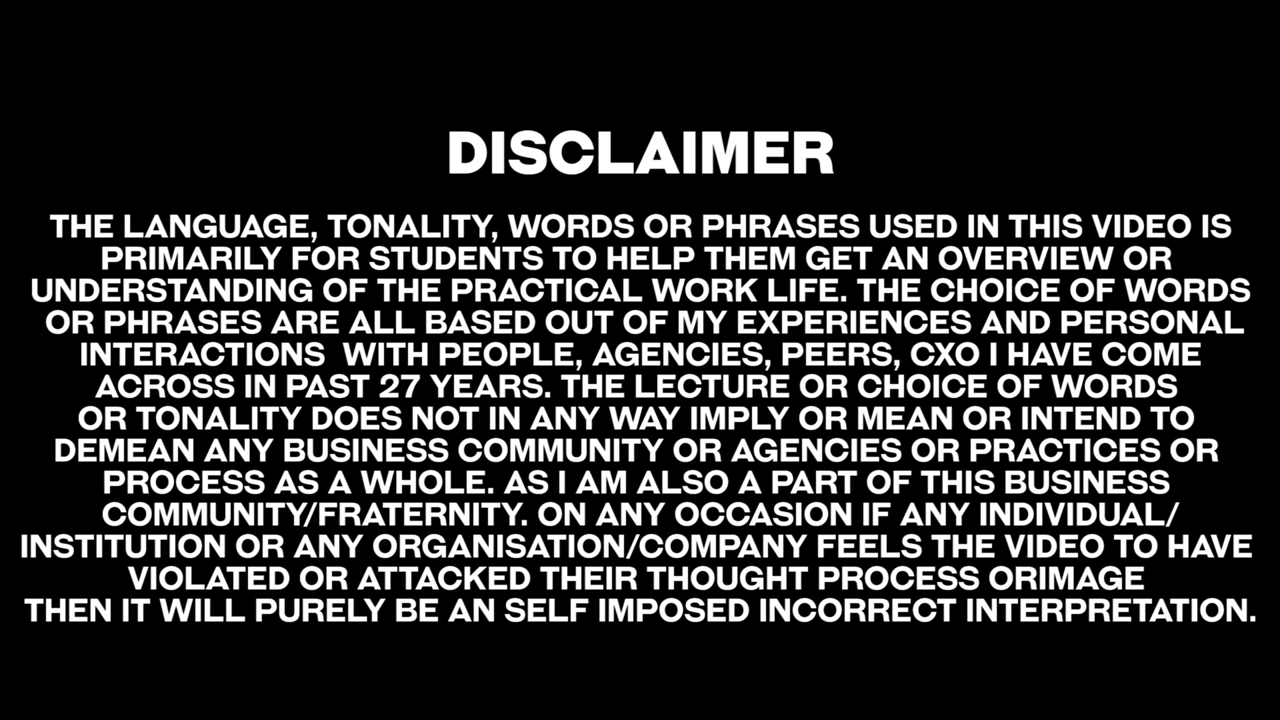 DISCLAIMER
THE LANGUAGE, TONALITY, WORDS OR PHRASES USED IN THIS VIDEO IS
PRIMARILY FOR STUDENTS TO HELP THEM GET AN OVERVIEW OR
UNDERSTANDING OF THE PRACTICAL WORK LIFE. THE CHOICE OF WORDS
OR PHRASES ARE ALL BASED OUT OF MY EXPERIENCES AND PERSONAL
INTERACTIONS  WITH PEOPLE, AGENCIES, PEERS, CXO I HAVE COME
ACROSS IN PAST 27 YEARS. THE LECTURE OR CHOICE OF WORDS
OR TONALITY DOES NOT IN ANY WAY IMPLY OR MEAN OR INTEND TO
DEMEAN ANY BUSINESS COMMUNITY OR AGENCIES OR PRACTICES OR
PROCESS AS A WHOLE. AS I AM ALSO A PART OF THIS BUSINESS
COMMUNITY/FRATERNITY. ON ANY OCCASION IF ANY INDIVIDUAL/
INSTITUTION OR ANY ORGANISATION/COMPANY FEELS THE VIDEO TO HAVE
VIOLATED OR ATTACKED THEIR THOUGHT PROCESS ORIMAGE
THEN IT WILL PURELY BE AN SELF IMPOSED INCORRECT INTERPRETATION.